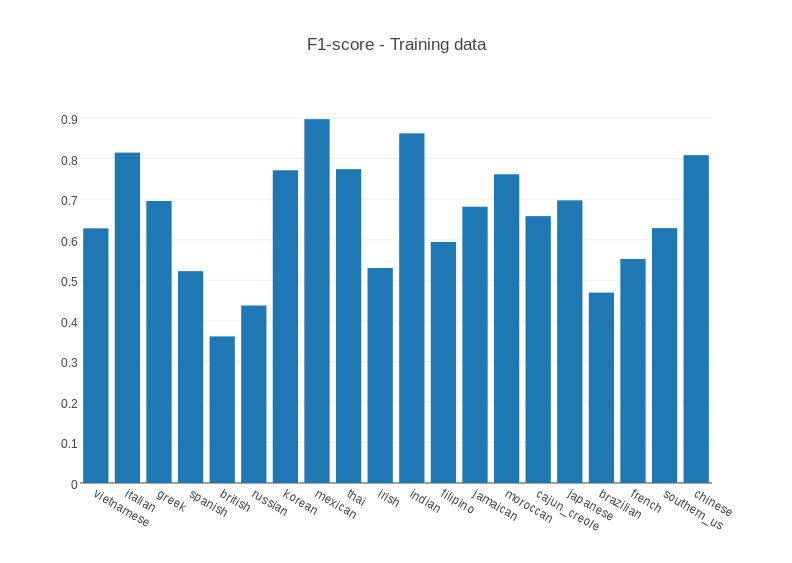 F1-score - Training data
0.9
0.8
0.7
0.6
0.5
0.4
0.3
0.2
0.1
0
vietnamese
italian
greek
spanish
british
russian
korean
mexican
thai
irish
indian
filipino
jamaican
moroccan
cajun_creole
japanese
brazilian
french
southern_us
chinese